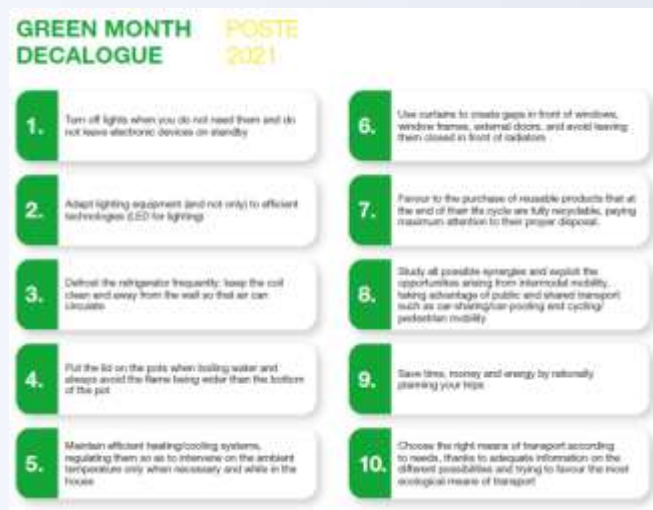 GREEN MONTH POSTE
DECALOGUE 2021
1.
Turn off lights when you do not need them and do
not leave electronic devices on standby
2.
Adapt lighting equipment (and not only) to efficient
technologies (LED for lighting)
3.
Defrost the refrigerator frequently; keep the coil
clean and away from the wall so that air can
circulate
4.
Put the lid on the pots when boiling water and
always avoid the flame being wider than the bottom
of the pot
5.
Maintain efficient heating/cooling systems,
regulating them so as to intervene on the ambient
temperature only when necessary and while in the
house
6.
Use curtains to create gaps in front of windows,
window frames, external doors, and avoid leaving
them closed in front of radiators
7.
Favour to the purchase of reusable products that at
the end of their life cycle are fully recyclable, paying
maximum attention to their proper disposal.
8.
Study all possible synergies and exploit the
opportunities arising from intermodal mobility,
taking advantage of public and shared transport
such as car-sharing/car-pooling and cycling/
pedestrian mobility
9.
Save time, money and energy by rationally
planning your trips
10.
Choose the right means of transport according
to needs, thanks to adequate information on the
different possibilities and trying to favour the most
ecological means of transport